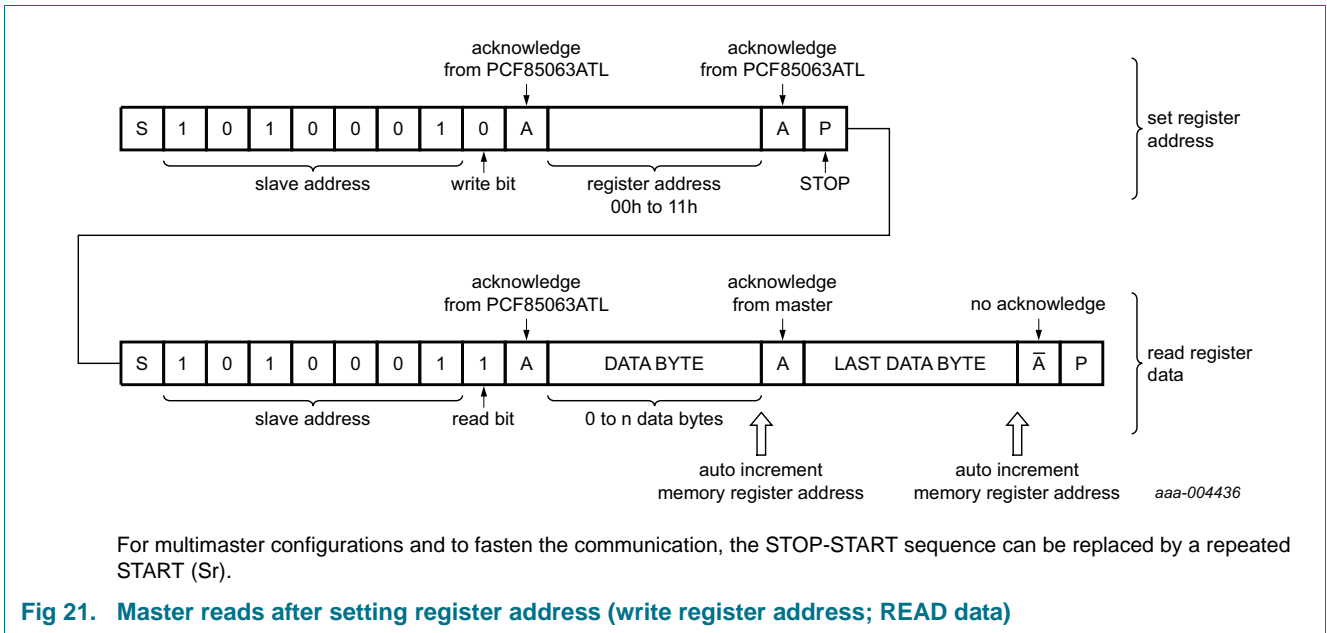 acknowledge
from PCF85063ATL
acknowledge
from PCF85063ATL
S 1 0 1 0 0 0 1 0 A A P
set register
address
slave address
write bit
register address
00h to 11h
STOP
acknowledge
from PCF85063ATL
acknowledge
from master
no acknowledge
S 1 0 1 0 0 0 1 1 A DATA BYTE A LAST DATA BYTE A̅ P
read register
data
slave address
read bit
0 to n data bytes
auto increment
memory register address
auto increment
memory register address
aaa-004436
For multimaster configurations and to fasten the communication, the STOP-START sequence can be replaced by a repeated
START (Sr).
Fig 21. Master reads after setting register address (write register address; READ data)